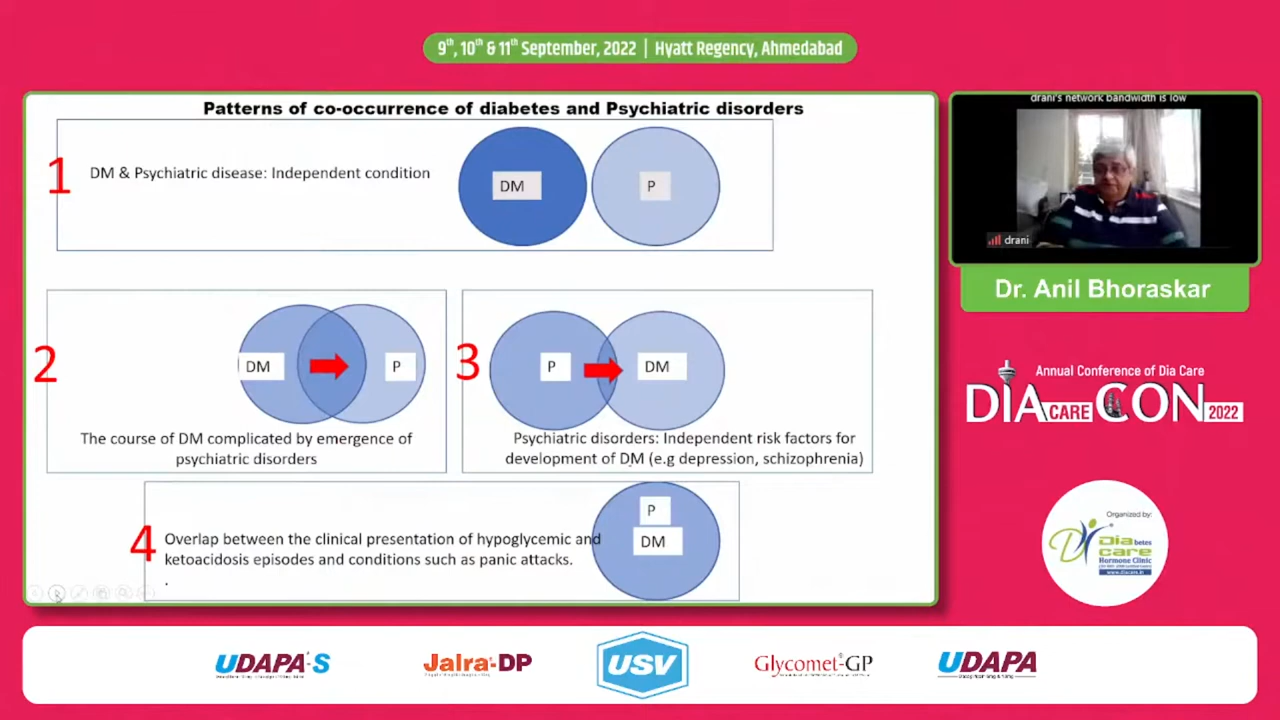 9th, 10th & 11th September, 2022 | Hyatt Regency, Ahmedabad
Patterns of co-occurrence of diabetes and Psychiatric disorders
1
DM & Psychiatric disease: Independent condition
DM
P
2
DM
P
The course of DM complicated by emergence of
psychiatric disorders
3
P
DM
Psychiatric disorders: Independent risk factors for
development of DM (e.g depression, schizophrenia)
4
Overlap between the clinical presentation of hypoglycemic and
ketoacidosis episodes and conditions such as panic attacks.
.
P
DM
drani's network bandwidth is low
drani
Dr. Anil Bhoraskar
Annual Conference of Dia Care
DIACARE CON 2022
Organized by:
Diabetes
care
Hormone Clinic
UDAPA-S
Jalra-DP
USV
Glycomet®-GP
UDAPA